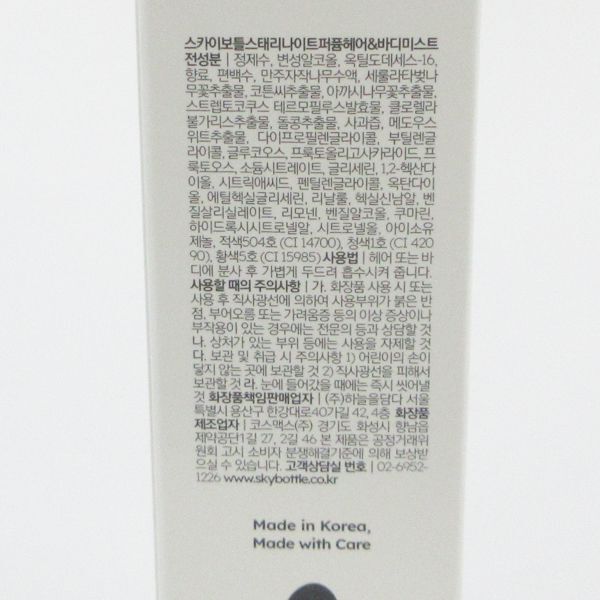 스카이보틀스태리나이트퍼퓸헤어&바디미스트
전성분 | 정제수, 변성알코올, 옥틸도데세스-16,
향료, 편백수, 만주자작나무수액, 세룰라타벚나
무꽃추출물, 코튼씨추출물, 아까시나무꽃추출물,
스트렙토코쿠스 테르모필루스발효물, 클로렐라
불가리스추출물, 돌콩추출물, 사과즙, 메도우스
위트추출물, 다이프로필렌글라이콜, 부틸렌글
라이콜, 글루코오스, 프룩토올리고사카라이드, 프
룩토오스, 소듐시트레이트, 글리세린, 1,2-헥산다
이올, 시트릭애씨드, 펜틸렌글라이콜, 옥탄다이
올, 에틸헥실글리세린, 리날룰, 헥실신남알, 벤
질살리실레이트, 리모넨, 벤질알코올, 쿠마린,
하이드록시시트로넬알, 시트로넬올, 아이소유
제놀, 적색504호 (CI 14700), 청색1호 (CI 420
90), 황색5호 (CI 15985) 사용법 | 헤어 또는 바
디에 분사 후 가볍게 두드려 흡수시켜 줍니다.
사용할 때의 주의사항 | 가. 화장품 사용 시 또는
사용 후 직사광선에 의하여 사용부위가 붉은 반
점, 부어오름 또는 가려움증 등의 이상 증상이나
부작용이 있는 경우에는 전문의 등과 상담할 것
나. 상처가 있는 부위 등에는 사용을 자제할 것
다. 보관 및 취급 시 주의사항 1) 어린이의 손이
닿지 않는 곳에 보관할 것 2) 직사광선을 피해서
보관할 것 라. 눈에 들어갔을 때에는 즉시 씻어낼
것 화장품책임판매업자 | (주)하늘을담다 서울
특별시 용산구 한강대로40가길 42, 4층 화장품
제조업자 | 코스맥스(주) 경기도 화성시 향남읍
제약공단1길 27, 2길 46 본 제품은 공정거래위
원회 고시 소비자 분쟁해결기준에 의해 보상받
으실 수 있습니다. 고객상담실 번호 | 02-6952-
1226 www.skybottle.co.kr
Made in Korea,
Made with Care